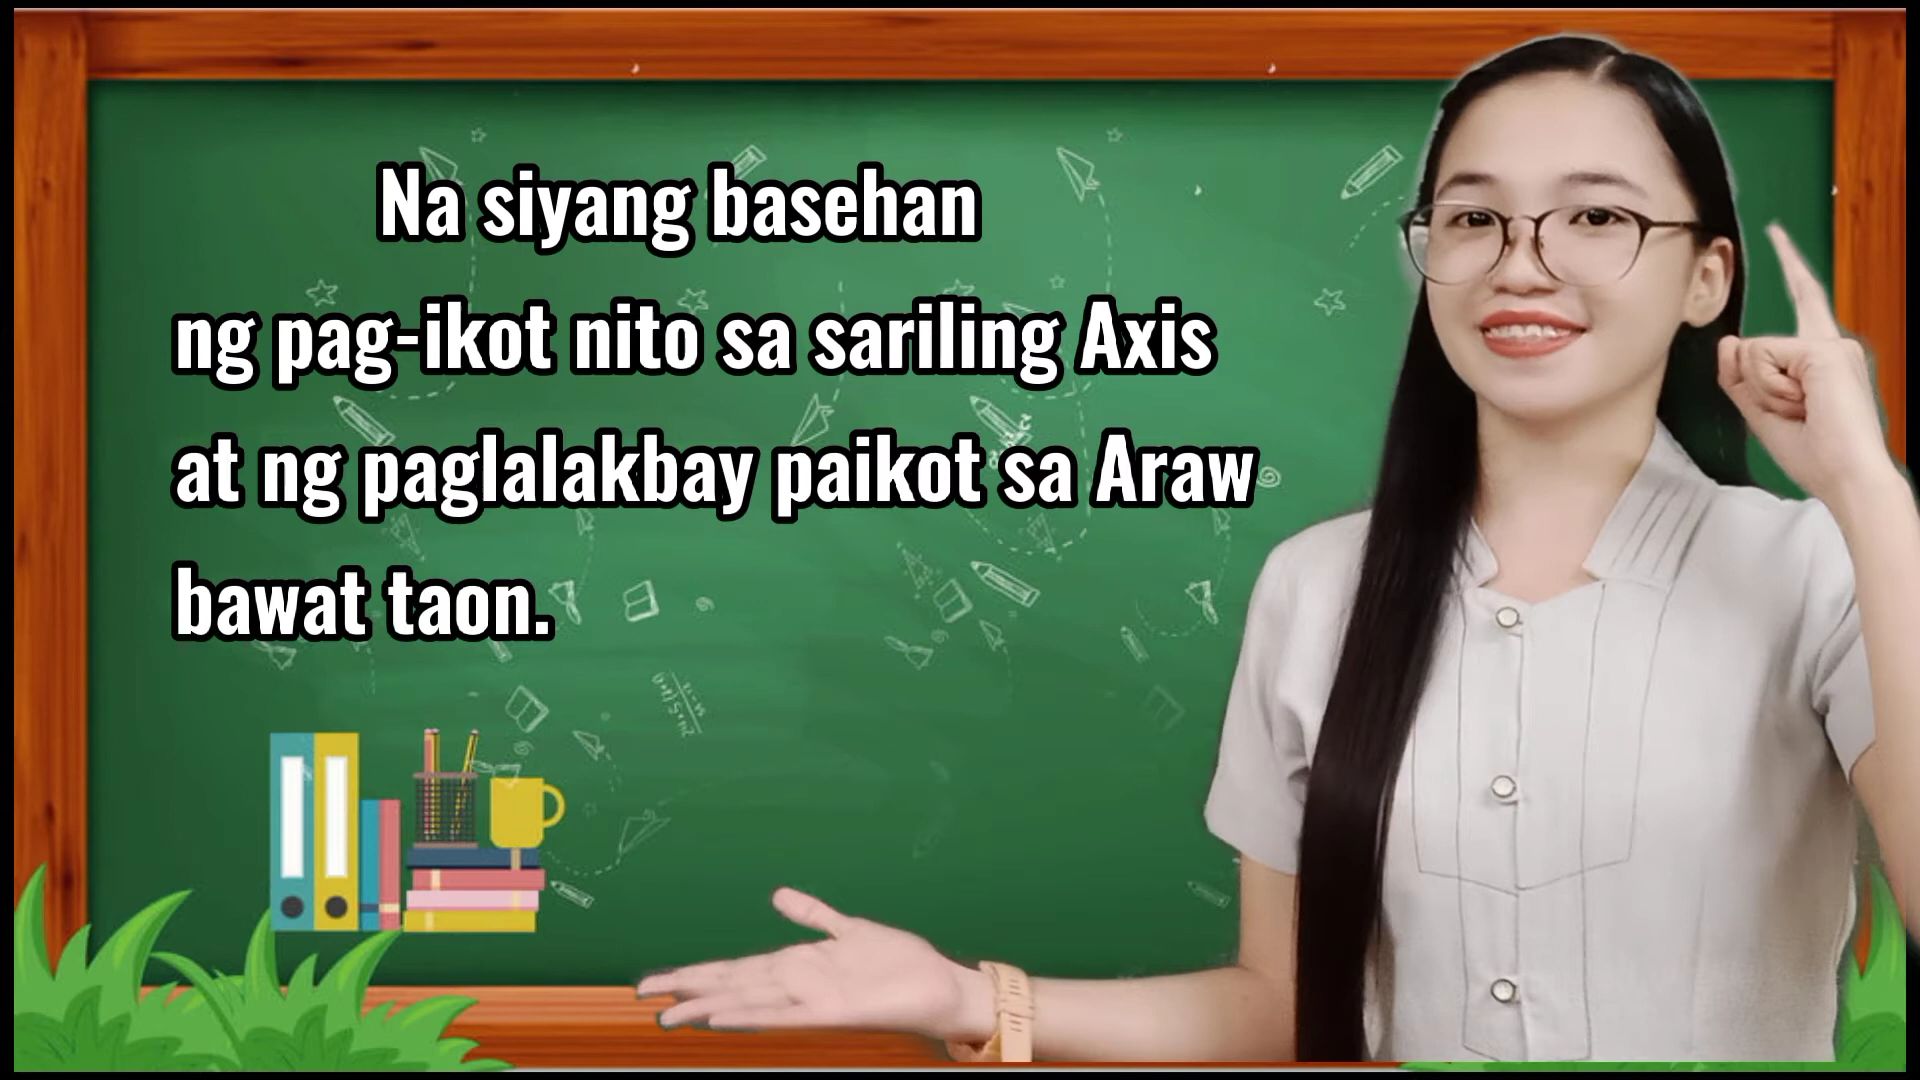 Na siyang basehan
ng pag-ikot nito sa sariling Axis
at ng paglalakbay paikot sa Araw
bawat taon.